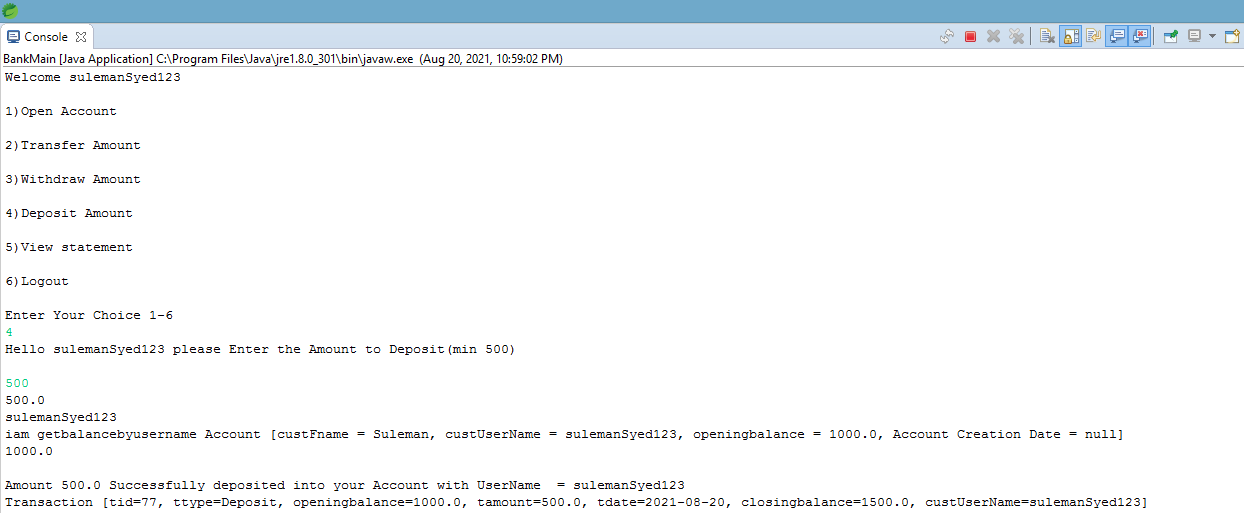 Console
BankMain [Java Application] C:\Program Files\Java\jre1.8.0_301\bin\javaw.exe (Aug 20, 2021, 10:59:02 PM)
Welcome sulemanSyed123
1)Open Account
2)Transfer Amount
3)Withdraw Amount
4)Deposit Amount
5)View statement
6)Logout
Enter Your Choice 1-6
4
Hello sulemanSyed123 please Enter the Amount to Deposit(min 500)
500
500.0
sulemanSyed123
iam getbalancebyusername Account [custFname = Suleman, custUserName = sulemanSyed123, openingbalance = 1000.0, Account Creation Date = null]
1000.0
Amount 500.0 Successfully deposited into your Account with UserName  = sulemanSyed123
Transaction [tid=77, ttype=Deposit, openingbalance=1000.0, tamount=500.0, tdate=2021-08-20, closingbalance=1500.0, custUserName=sulemanSyed123]